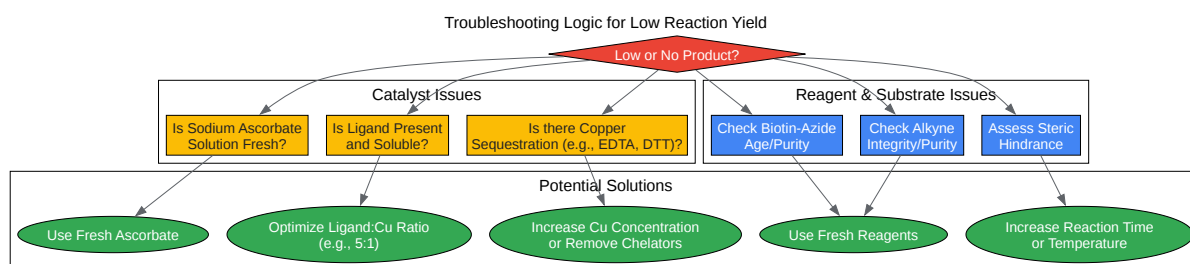 Troubleshooting Logic for Low Reaction Yield
Low or No Product?
Catalyst Issues
Reagent & Substrate Issues
Is Sodium Ascorbate
Solution Fresh?
Is Ligand Present
and Soluble?
Is there Copper
Sequestration (e.g., EDTA, DTT)?
Check Biotin-Azide
Age/Purity
Check Alkyne
Integrity/Purity
Assess Steric
Hindrance
Potential Solutions
Use Fresh Ascorbate
Optimize Ligand:Cu Ratio
(e.g., 5:1)
Increase Cu Concentration
or Remove Chelators
Use Fresh Reagents
Increase Reaction Time
or Temperature